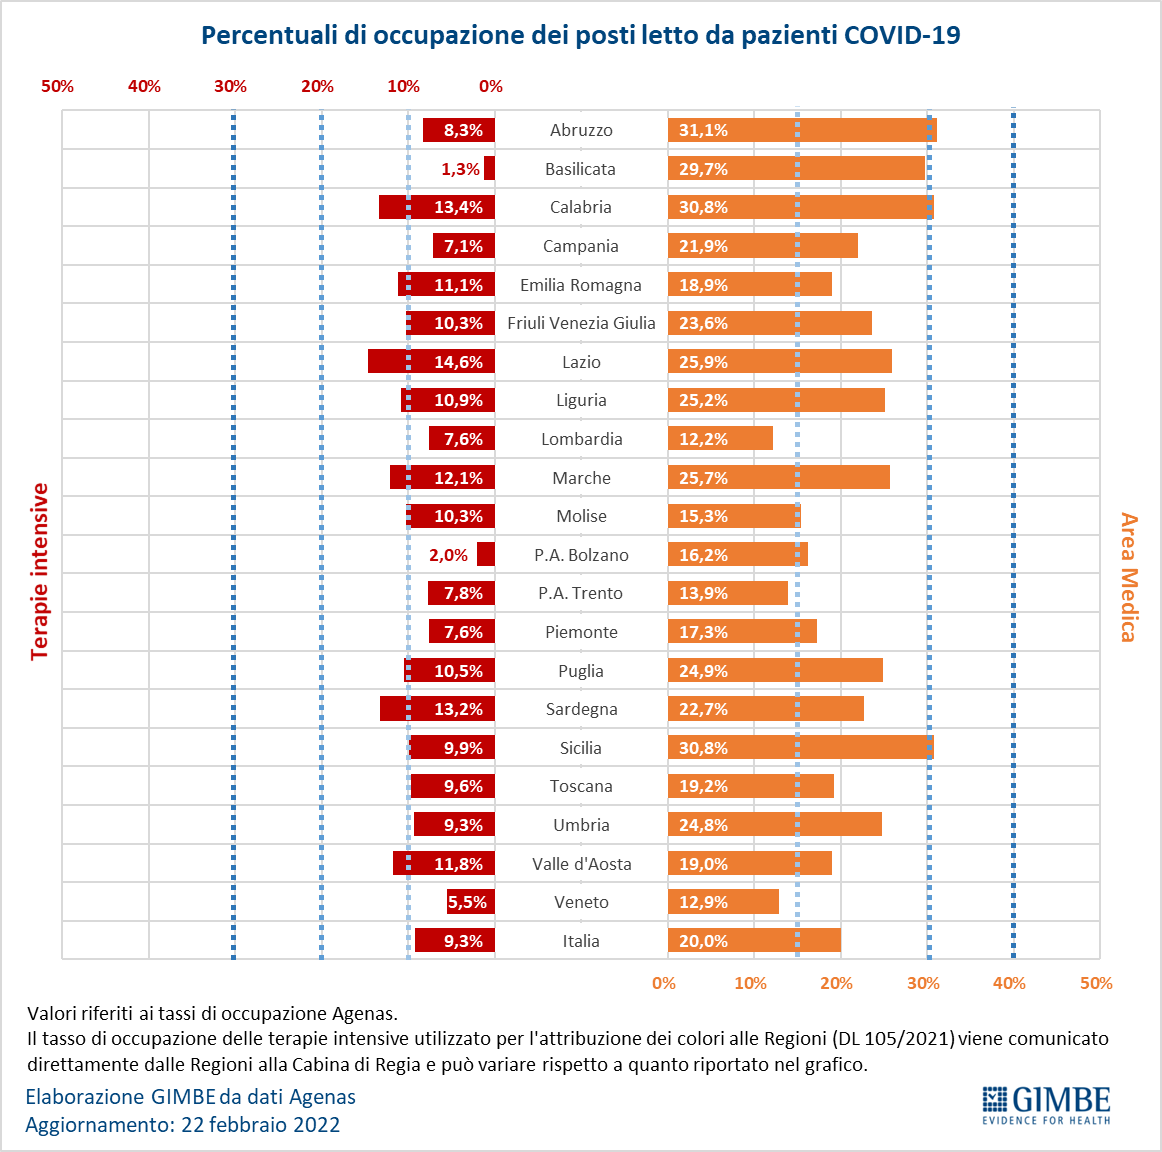 Percentuali di occupazione dei posti letto da pazienti COVID-19
50% 40% 30% 20% 10% 0%
8,3% Abruzzo 31,1%
1,3% Basilicata 29,7%
13,4% Calabria 30,8%
7,1% Campania 21,9%
11,1% Emilia Romagna 18,9%
10,3% Friuli Venezia Giulia 23,6%
14,6% Lazio 25,9%
10,9% Liguria 25,2%
7,6% Lombardia 12,2%
12,1% Marche 25,7%
10,3% Molise 15,3%
2,0% P.A. Bolzano 16,2%
7,8% P.A. Trento 13,9%
7,6% Piemonte 17,3%
10,5% Puglia 24,9%
13,2% Sardegna 22,7%
9,9% Sicilia 30,8%
9,6% Toscana 19,2%
9,3% Umbria 24,8%
11,8% Valle d'Aosta 19,0%
5,5% Veneto 12,9%
9,3% Italia 20,0%
Terapie intensive
Area Medica
0% 10% 20% 30% 40% 50%
Valori riferiti ai tassi di occupazione Agenas.
Il tasso di occupazione delle terapie intensive utilizzato per l'attribuzione dei colori alle Regioni (DL 105/2021) viene comunicato
direttamente dalle Regioni alla Cabina di Regia e può variare rispetto a quanto riportato nel grafico.
Elaborazione GIMBE da dati Agenas
Aggiornamento: 22 febbraio 2022
GIMBE
EVIDENCE FOR HEALTH